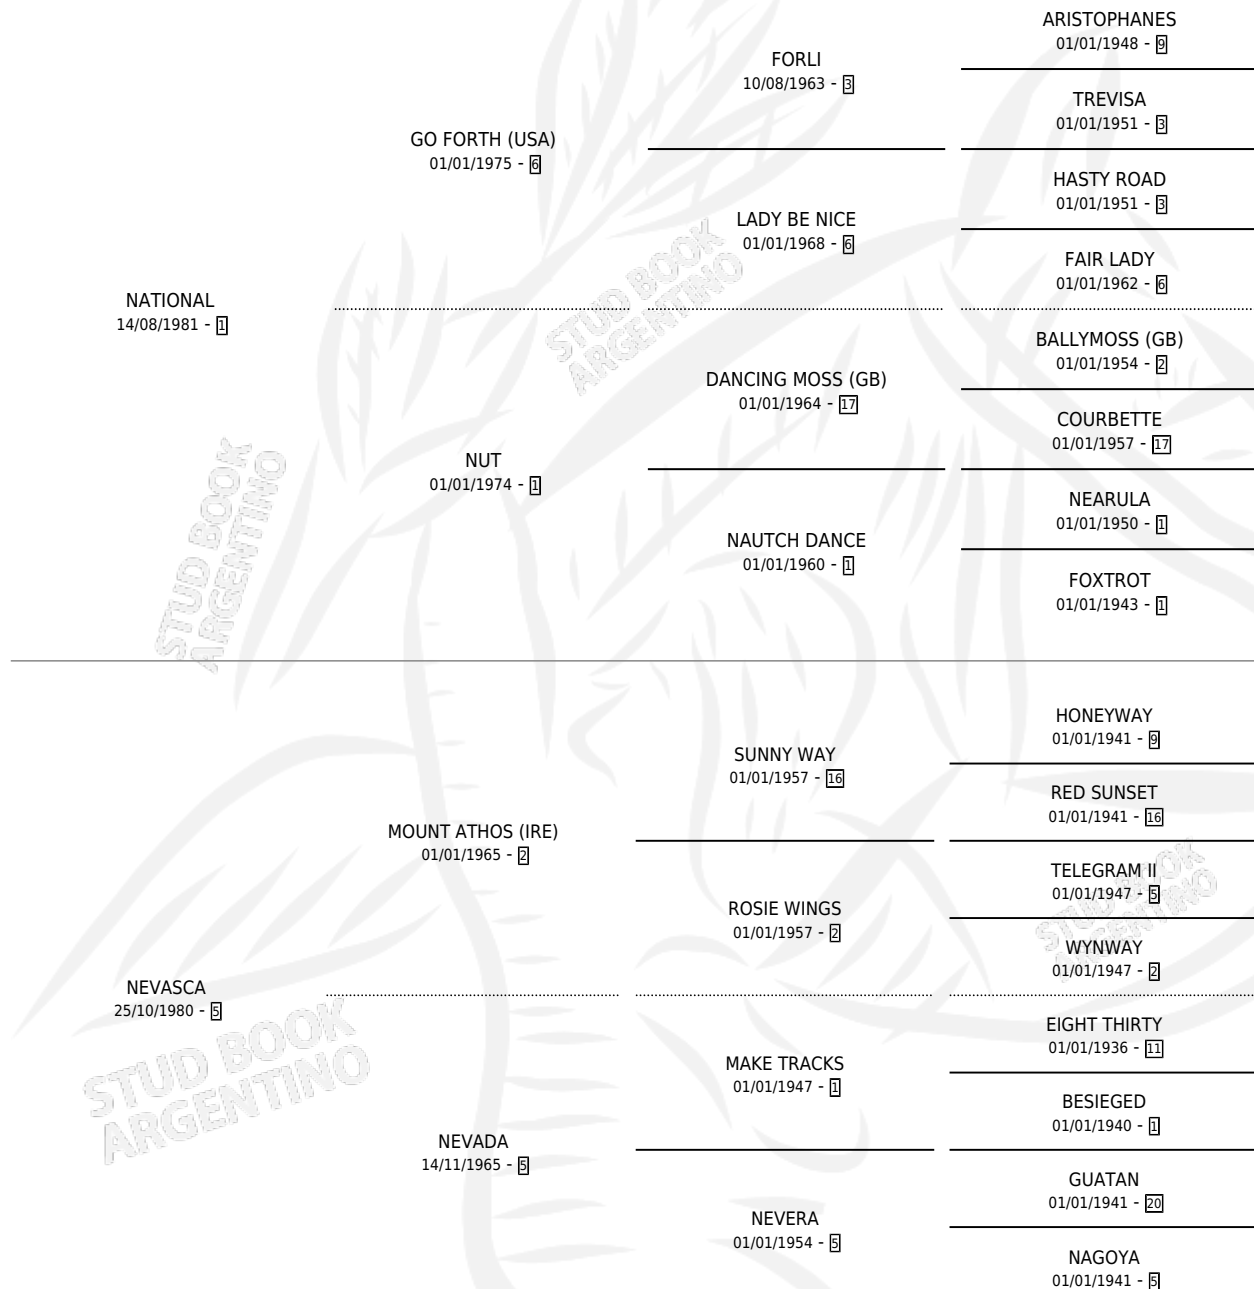 ARISTOPHANES
01/01/1948 - 9
FORLI
10/08/1963 - 3
TREVISA
01/01/1951 - 3
GO FORTH (USA)
01/01/1975 - 6
HASTY ROAD
01/01/1951 - 3
LADY BE NICE
01/01/1968 - 6
FAIR LADY
01/01/1962 - 6
STUD BOOK
ARGENTINO
NATIONAL
14/08/1981 - 1
BALLYMOSS (GB)
01/01/1954 - 2
DANCING MOSS (GB)
01/01/1964 - 17
COURBETTE
01/01/1957 - 17
NUT
01/01/1974 - 1
NEARULA
01/01/1950 - 1
NAUTCH DANCE
01/01/1960 - 1
FOXTROT
01/01/1943 - 1
STUD BOOK
ARGENTINO
HONEYWAY
01/01/1941 - 9
SUNNY WAY
01/01/1957 - 16
RED SUNSET
01/01/1941 - 16
MOUNT ATHOS (IRE)
01/01/1965 - 2
TELEGRAM II
01/01/1947 - 5
ROSIE WINGS
01/01/1957 - 2
WYNWAY
01/01/1947 - 2
STUD BOOK
ARGENTINO
NEVASCA
25/10/1980 - 5
EIGHT THIRTY
01/01/1936 - 11
MAKE TRACKS
01/01/1947 - 1
BESIEGED
01/01/1940 - 1
STUD BOOK
ARGENTINO
NEVADA
14/11/1965 - 5
GUATAN
01/01/1941 - 20
NEVERA
01/01/1954 - 5
NAGOYA
01/01/1941 - 5